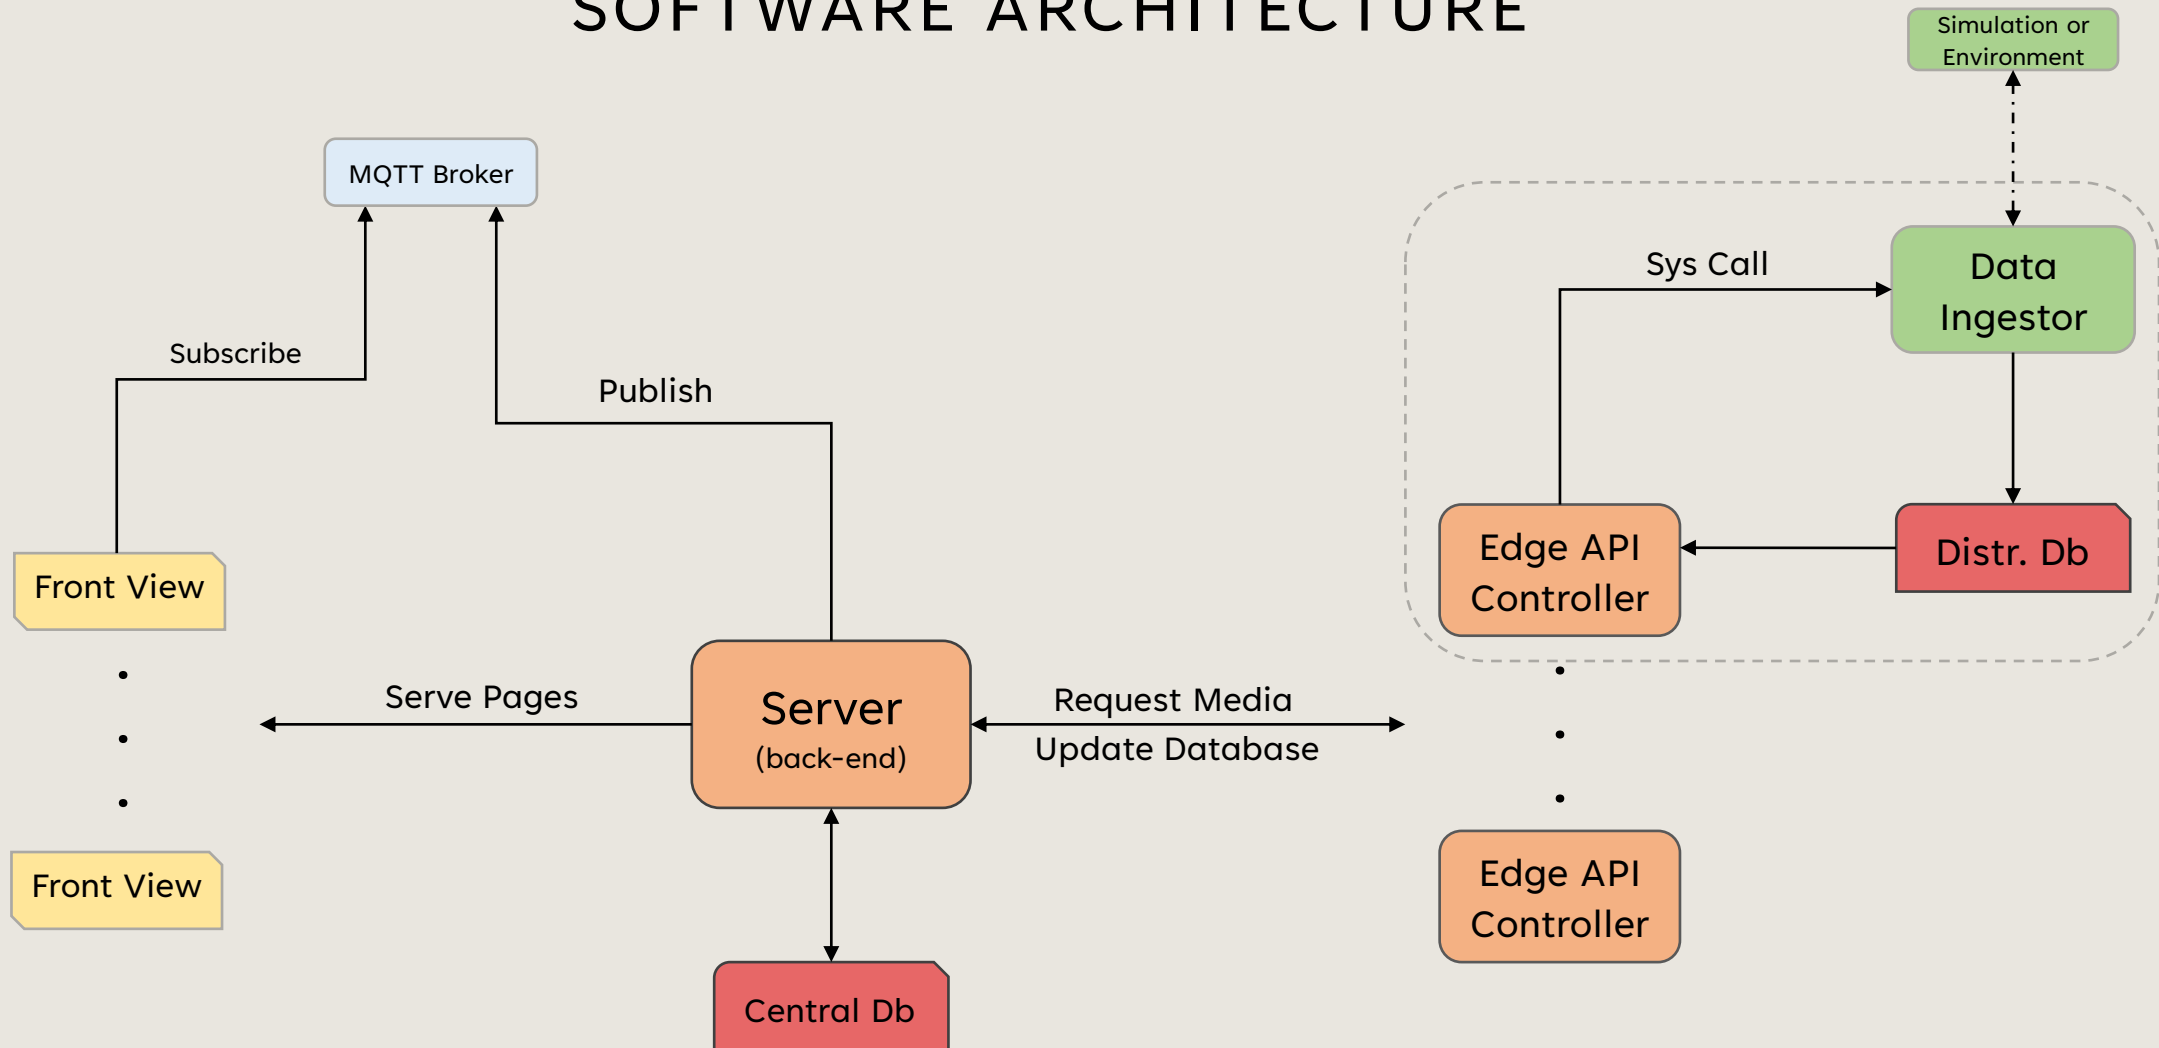 SOFTWARE ARCHITECTURE
Simulation or
Environment
MQTT Broker
Sys Call
Data
Ingestor
Subscribe
Publish
Edge API
Controller
Distr. Db
Front View
Serve Pages
Server
(back-end)
Request Media
Update Database
Front View
Edge API
Controller
Central Db